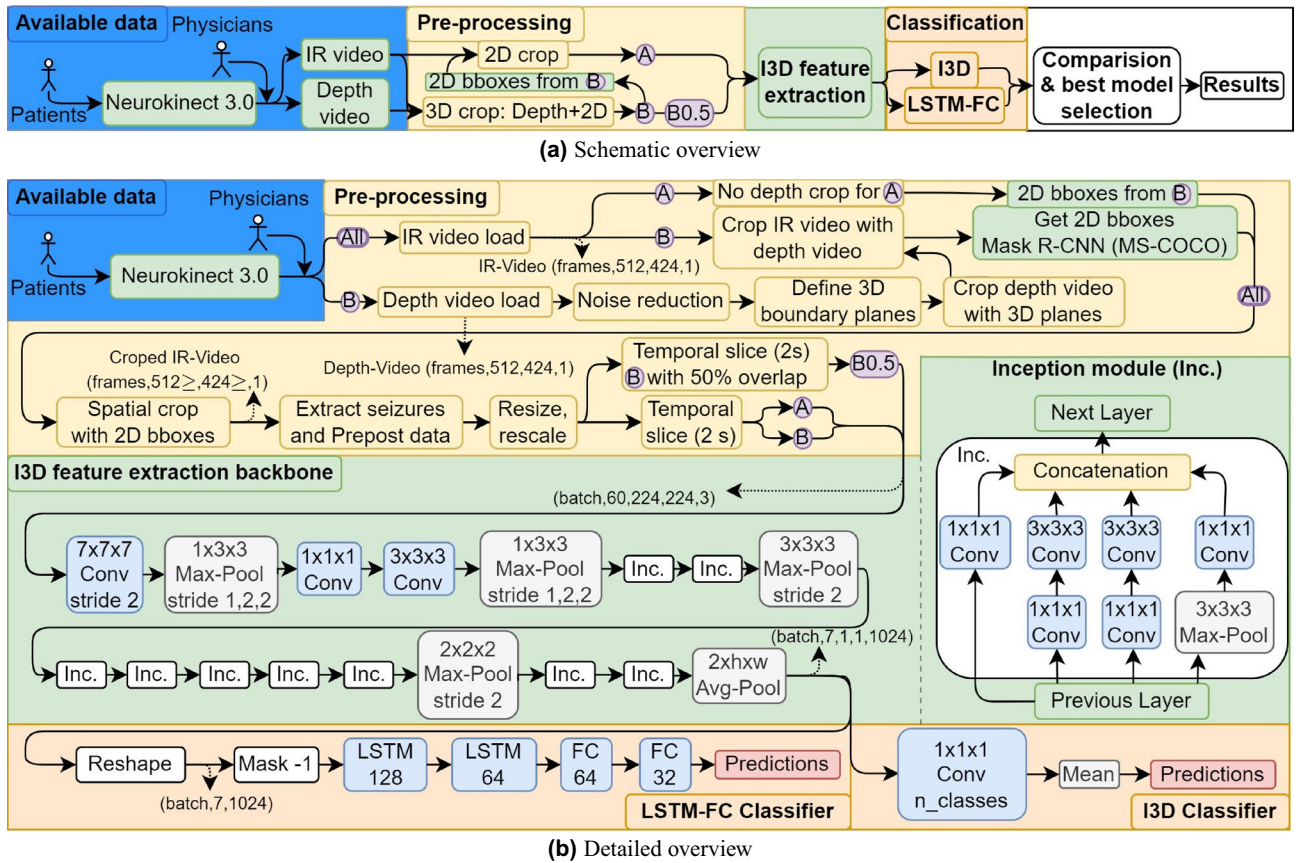 Available data
Physicians
Patients
Neurokinect 3.0
IR video
Depth
video
Pre-processing
2D crop
A
2D bboxes from B
3D crop: Depth+2D
B
B0.5
I3D feature
extraction
Classification
I3D
LSTM-FC
Comparision
& best model
selection
Results
(a) Schematic overview
Available data
Physicians
Patients
Neurokinect 3.0
Pre-processing
All
IR video load
IR-Video (frames,512,424,1)
A
No depth crop for A
2D bboxes from B
B
Crop IR video with
depth video
Get 2D bboxes
Mask R-CNN (MS-COCO)
B
Depth video load
Noise reduction
Define 3D
boundary planes
Crop depth video
with 3D planes
All
Depth-Video (frames,512,424,1)
Croped IR-Video
(frames,512≥,424≥,1)
Spatial crop
with 2D bboxes
Extract seizures
and Prepost data
Resize,
rescale
Temporal slice (2s)
B with 50% overlap
B0.5
Temporal
slice (2 s)
A
B
I3D feature extraction backbone
(batch,60,224,224,3)
7x7x7
Conv
stride 2
1x3x3
Max-Pool
stride 1,2,2
1x1x1
Conv
3x3x3
Conv
1x3x3
Max-Pool
stride 1,2,2
Inc.
Inc.
3x3x3
Max-Pool
stride 2
Inc.
Inc.
Inc.
Inc.
Inc.
2x2x2
Max-Pool
stride 2
Inc.
Inc.
2xhxw
Avg-Pool
(batch,7,1,1,1024)
Inception module (Inc.)
Next Layer
Inc.
Concatenation
1x1x1
Conv
3x3x3
Conv
3x3x3
Conv
1x1x1
Conv
1x1x1
Conv
1x1x1
Conv
3x3x3
Max-Pool
Previous Layer
Reshape
(batch,7,1024)
Mask -1
LSTM
128
LSTM
64
FC
64
FC
32
Predictions
LSTM-FC Classifier
1x1x1
Conv
n_classes
Mean
Predictions
I3D Classifier
(b) Detailed overview